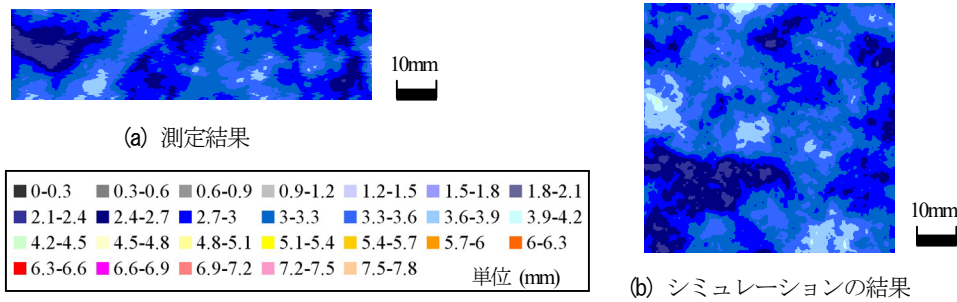 10mm
(a) 測定結果
0-0.3 0.3-0.6 0.6-0.9 0.9-1.2 1.2-1.5 1.5-1.8 1.8-2.1
2.1-2.4 2.4-2.7 2.7-3 3-3.3 3.3-3.6 3.6-3.9 3.9-4.2
4.2-4.5 4.5-4.8 4.8-5.1 5.1-5.4 5.4-5.7 5.7-6 6-6.3
6.3-6.6 6.6-6.9 6.9-7.2 7.2-7.5 7.5-7.8 単位 (mm)
10mm
(b) シミュレーションの結果